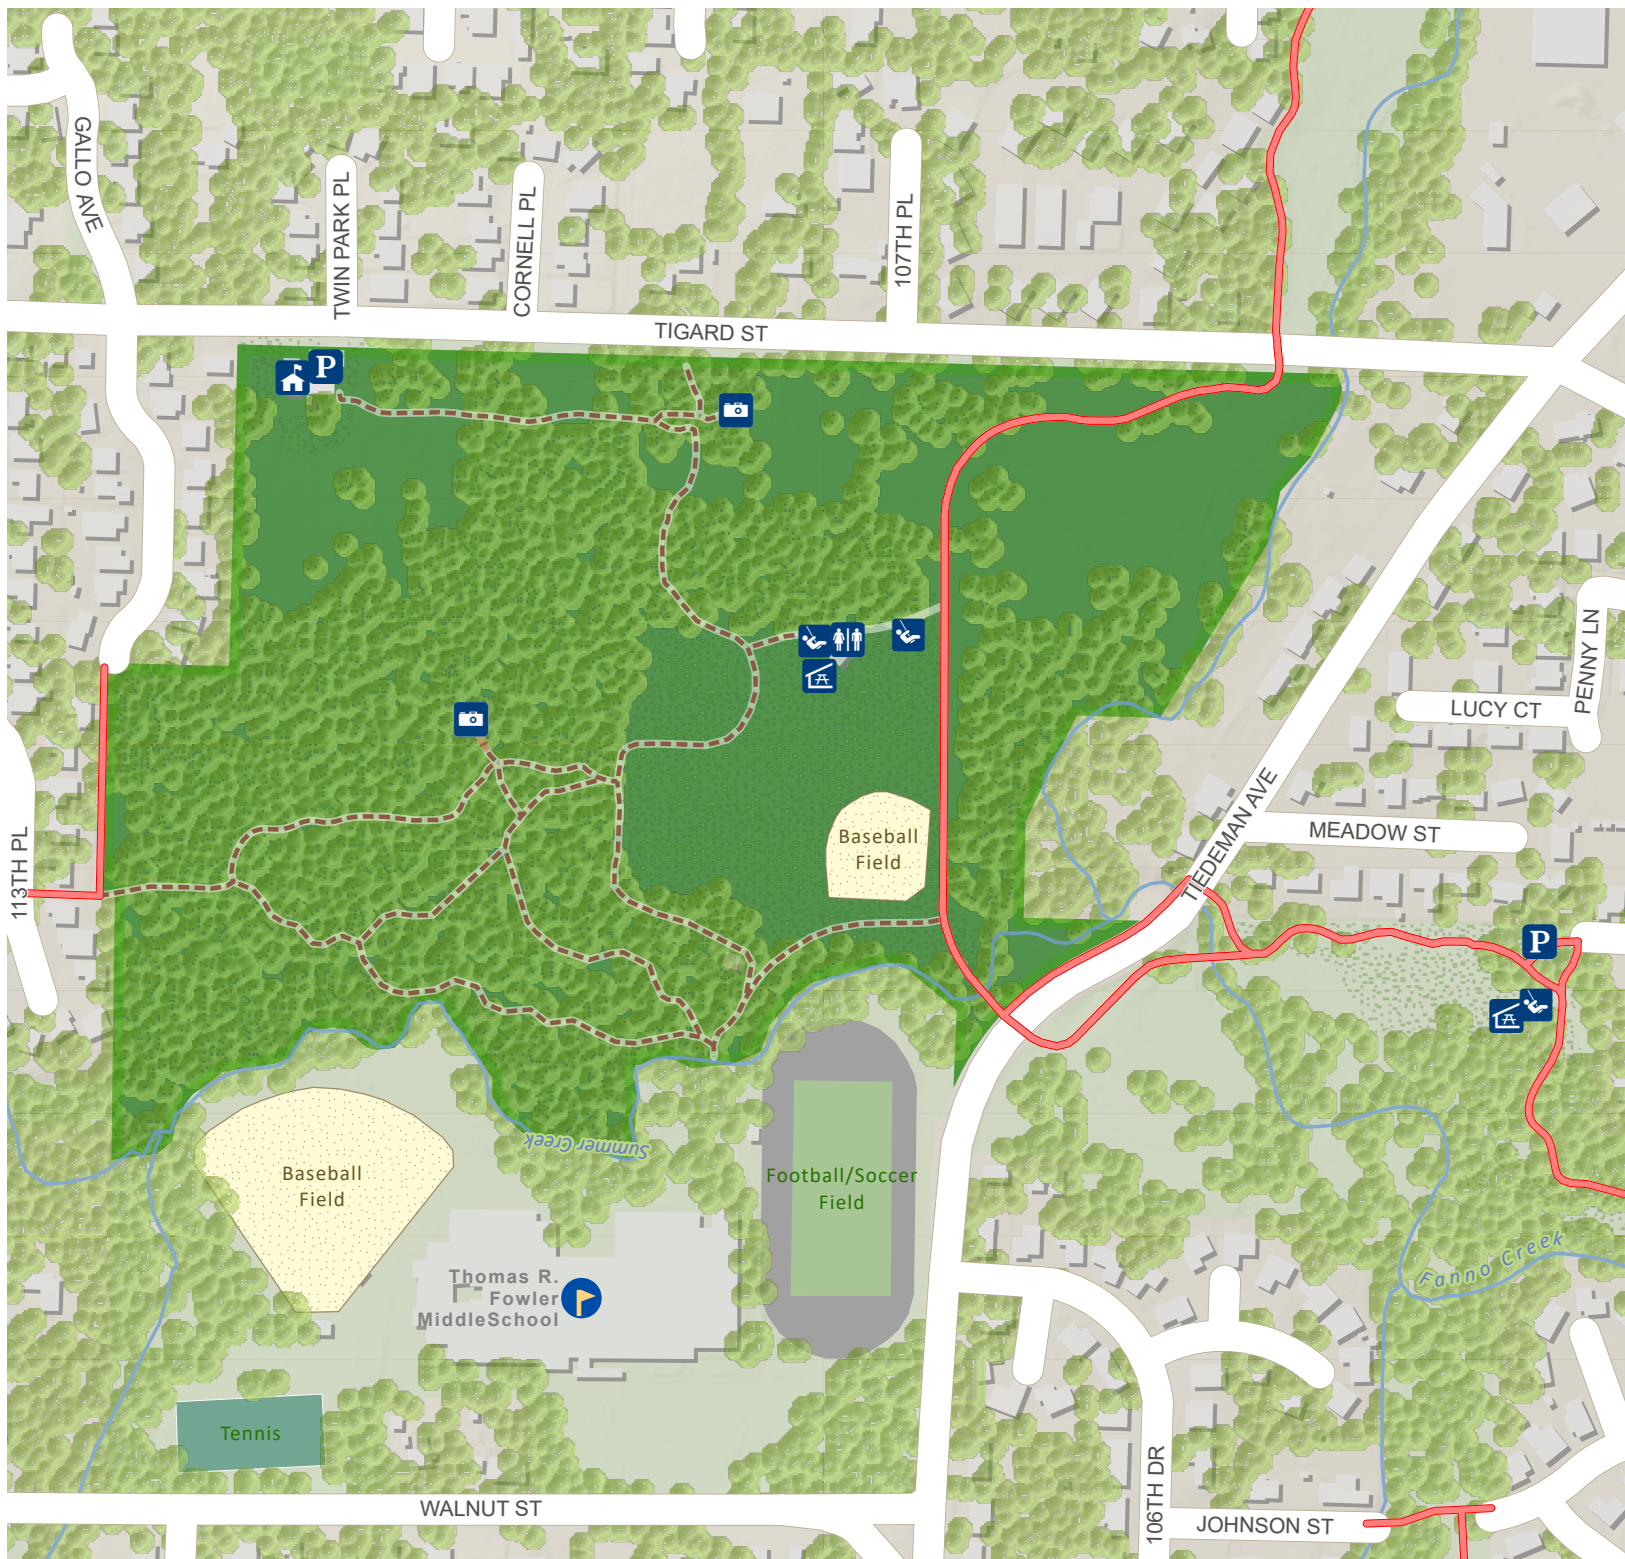 GALLO AVE
TWIN PARK PL
CORNELL PL
107TH PL
TIGARD ST
P
PENNY LN
LUCY CT
TIEDEMAN AVE
MEADOW ST
Baseball
Field
113TH PL
P
Summer Creek
Baseball
Field
Football/Soccer
Field
Fanno Creek
Thomas R.
Fowler
MiddleSchool
Tennis
WALNUT ST
106TH DR
JOHNSON ST